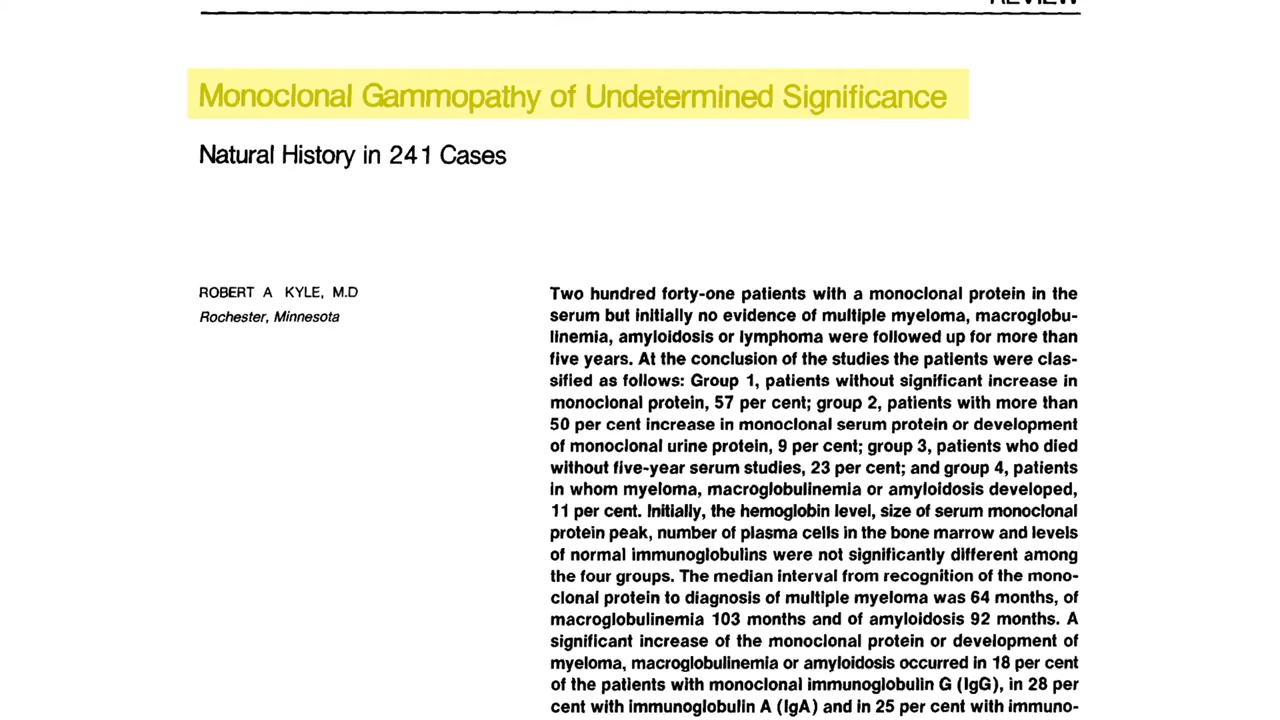 REVIEW
Monoclonal Gammopathy of Undetermined Significance
Natural History in 241 Cases
ROBERT A KYLE, M.D
Rochester, Minnesota
Two hundred forty-one patients with a monoclonal protein in the
serum but initially no evidence of multiple myeloma, macroglobu-
linemia, amyloidosis or lymphoma were followed up for more than
five years. At the conclusion of the studies the patients were clas-
sified as follows: Group 1, patients without significant increase in
monoclonal protein, 57 per cent; group 2, patients with more than
50 per cent increase in monoclonal serum protein or development
of monoclonal urine protein, 9 per cent; group 3, patients who died
without five-year serum studies, 23 per cent; and group 4, patients
in whom myeloma, macroglobulinemia or amyloidosis developed,
11 per cent. Initially, the hemoglobin level, size of serum monoclonal
protein peak, number of plasma cells in the bone marrow and levels
of normal immunoglobulins were not significantly different among
the four groups. The median interval from recognition of the mono-
clonal protein to diagnosis of multiple myeloma was 64 months, of
macroglobulinemia 103 months and of amyloidosis 92 months. A
significant increase of the monoclonal protein or development of
myeloma, macroglobulinemia or amyloidosis occurred in 18 per cent
of the patients with monoclonal immunoglobulin G (IgG), in 28 per
cent with immunoglobulin A (IgA) and in 25 per cent with immuno-